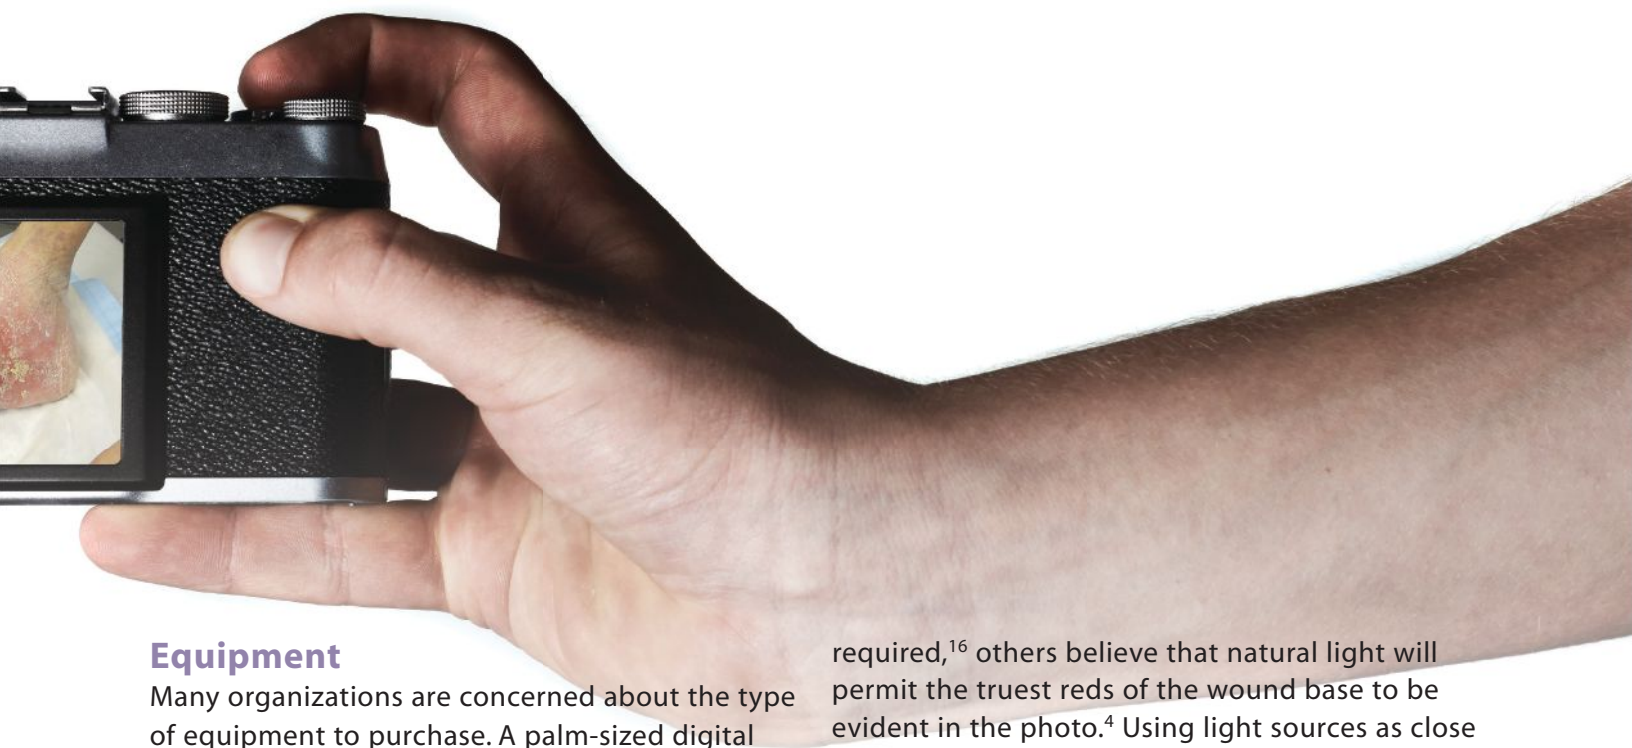 Equipment
Many organizations are concerned about the type
of equipment to purchase. A palm-sized digital
required,16 others believe that natural light will
permit the truest reds of the wound base to be
evident in the photo.4 Using light sources as close